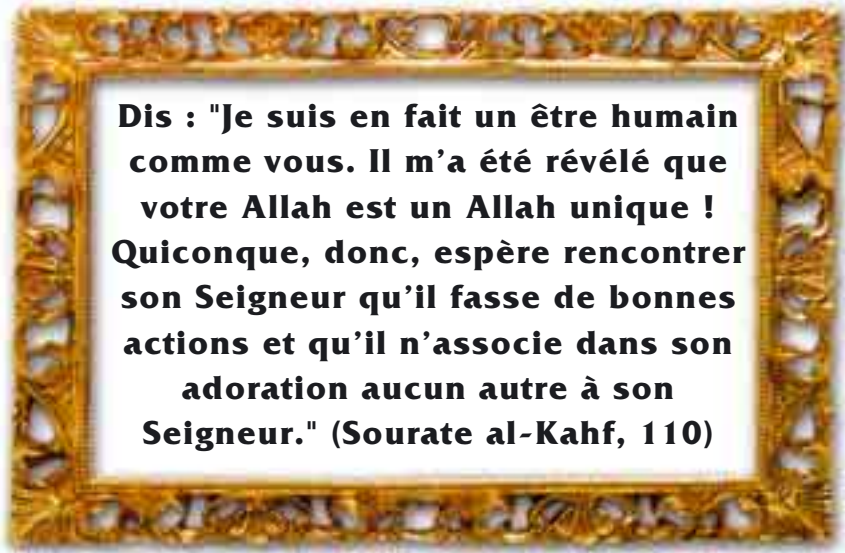 Dis : "Je suis en fait un être humain
comme vous. Il m’a été révélé que
votre Allah est un Allah unique !
Quiconque, donc, espère rencontrer
son Seigneur qu’il fasse de bonnes
actions et qu’il n’associe dans son
adoration aucun autre à son
Seigneur." (Sourate al-Kahf, 110)